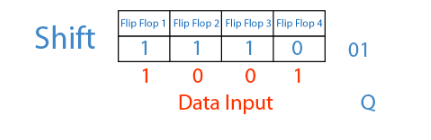 Flip Flop 1 Flip Flop 2 Flip Flop 3 Flip Flop 4
Shift 1 1 1 0 01
1 0 0 1
Data Input Q